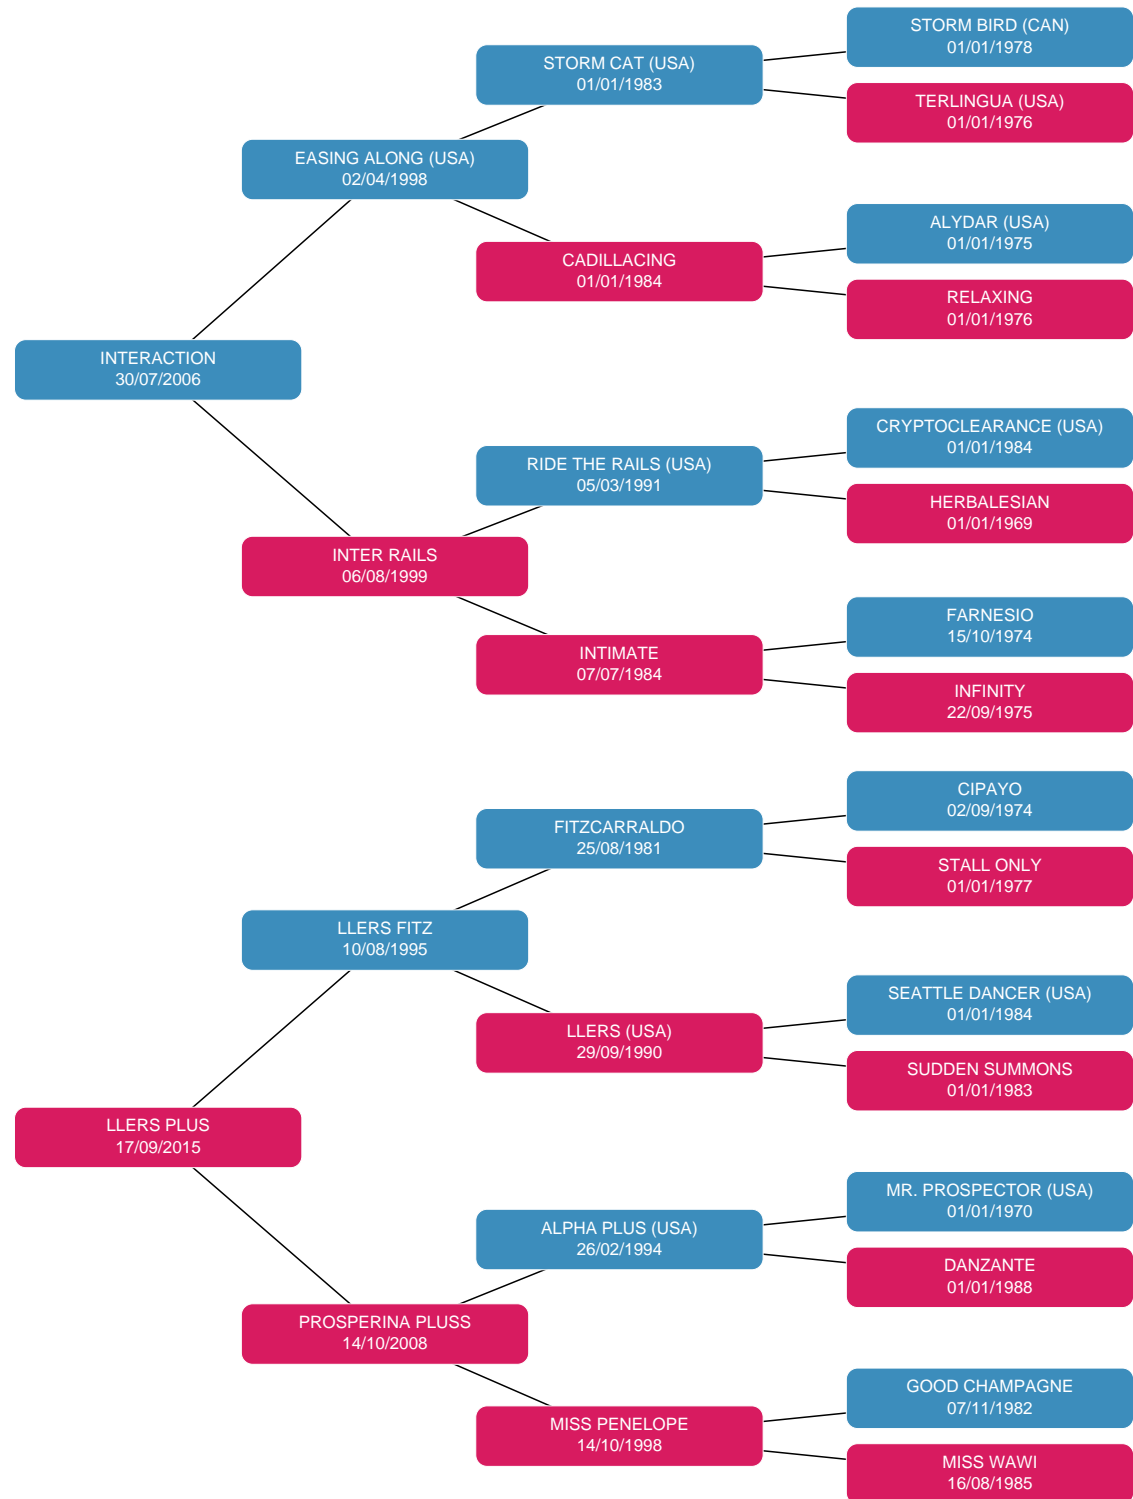 STORM BIRD (CAN)
01/01/1978
STORM CAT (USA)
01/01/1983
TERLINGUA (USA)
01/01/1976
EASING ALONG (USA)
02/04/1998
ALYDAR (USA)
01/01/1975
CADILLACING
01/01/1984
RELAXING
01/01/1976
INTERACTION
30/07/2006
CRYPTOCLEARANCE (USA)
01/01/1984
RIDE THE RAILS (USA)
05/03/1991
HERBALESIAN
01/01/1969
INTER RAILS
06/08/1999
FARNESIO
15/10/1974
INTIMATE
07/07/1984
INFINITY
22/09/1975
CIPAYO
02/09/1974
FITZCARRALDO
25/08/1981
STALL ONLY
01/01/1977
LLERS FITZ
10/08/1995
SEATTLE DANCER (USA)
01/01/1984
LLERS (USA)
29/09/1990
SUDDEN SUMMONS
01/01/1983
LLERS PLUS
17/09/2015
MR. PROSPECTOR (USA)
01/01/1970
ALPHA PLUS (USA)
26/02/1994
DANZANTE
01/01/1988
PROSPERINA PLUSS
14/10/2008
GOOD CHAMPAGNE
07/11/1982
MISS PENELOPE
14/10/1998
MISS WAWI
16/08/1985